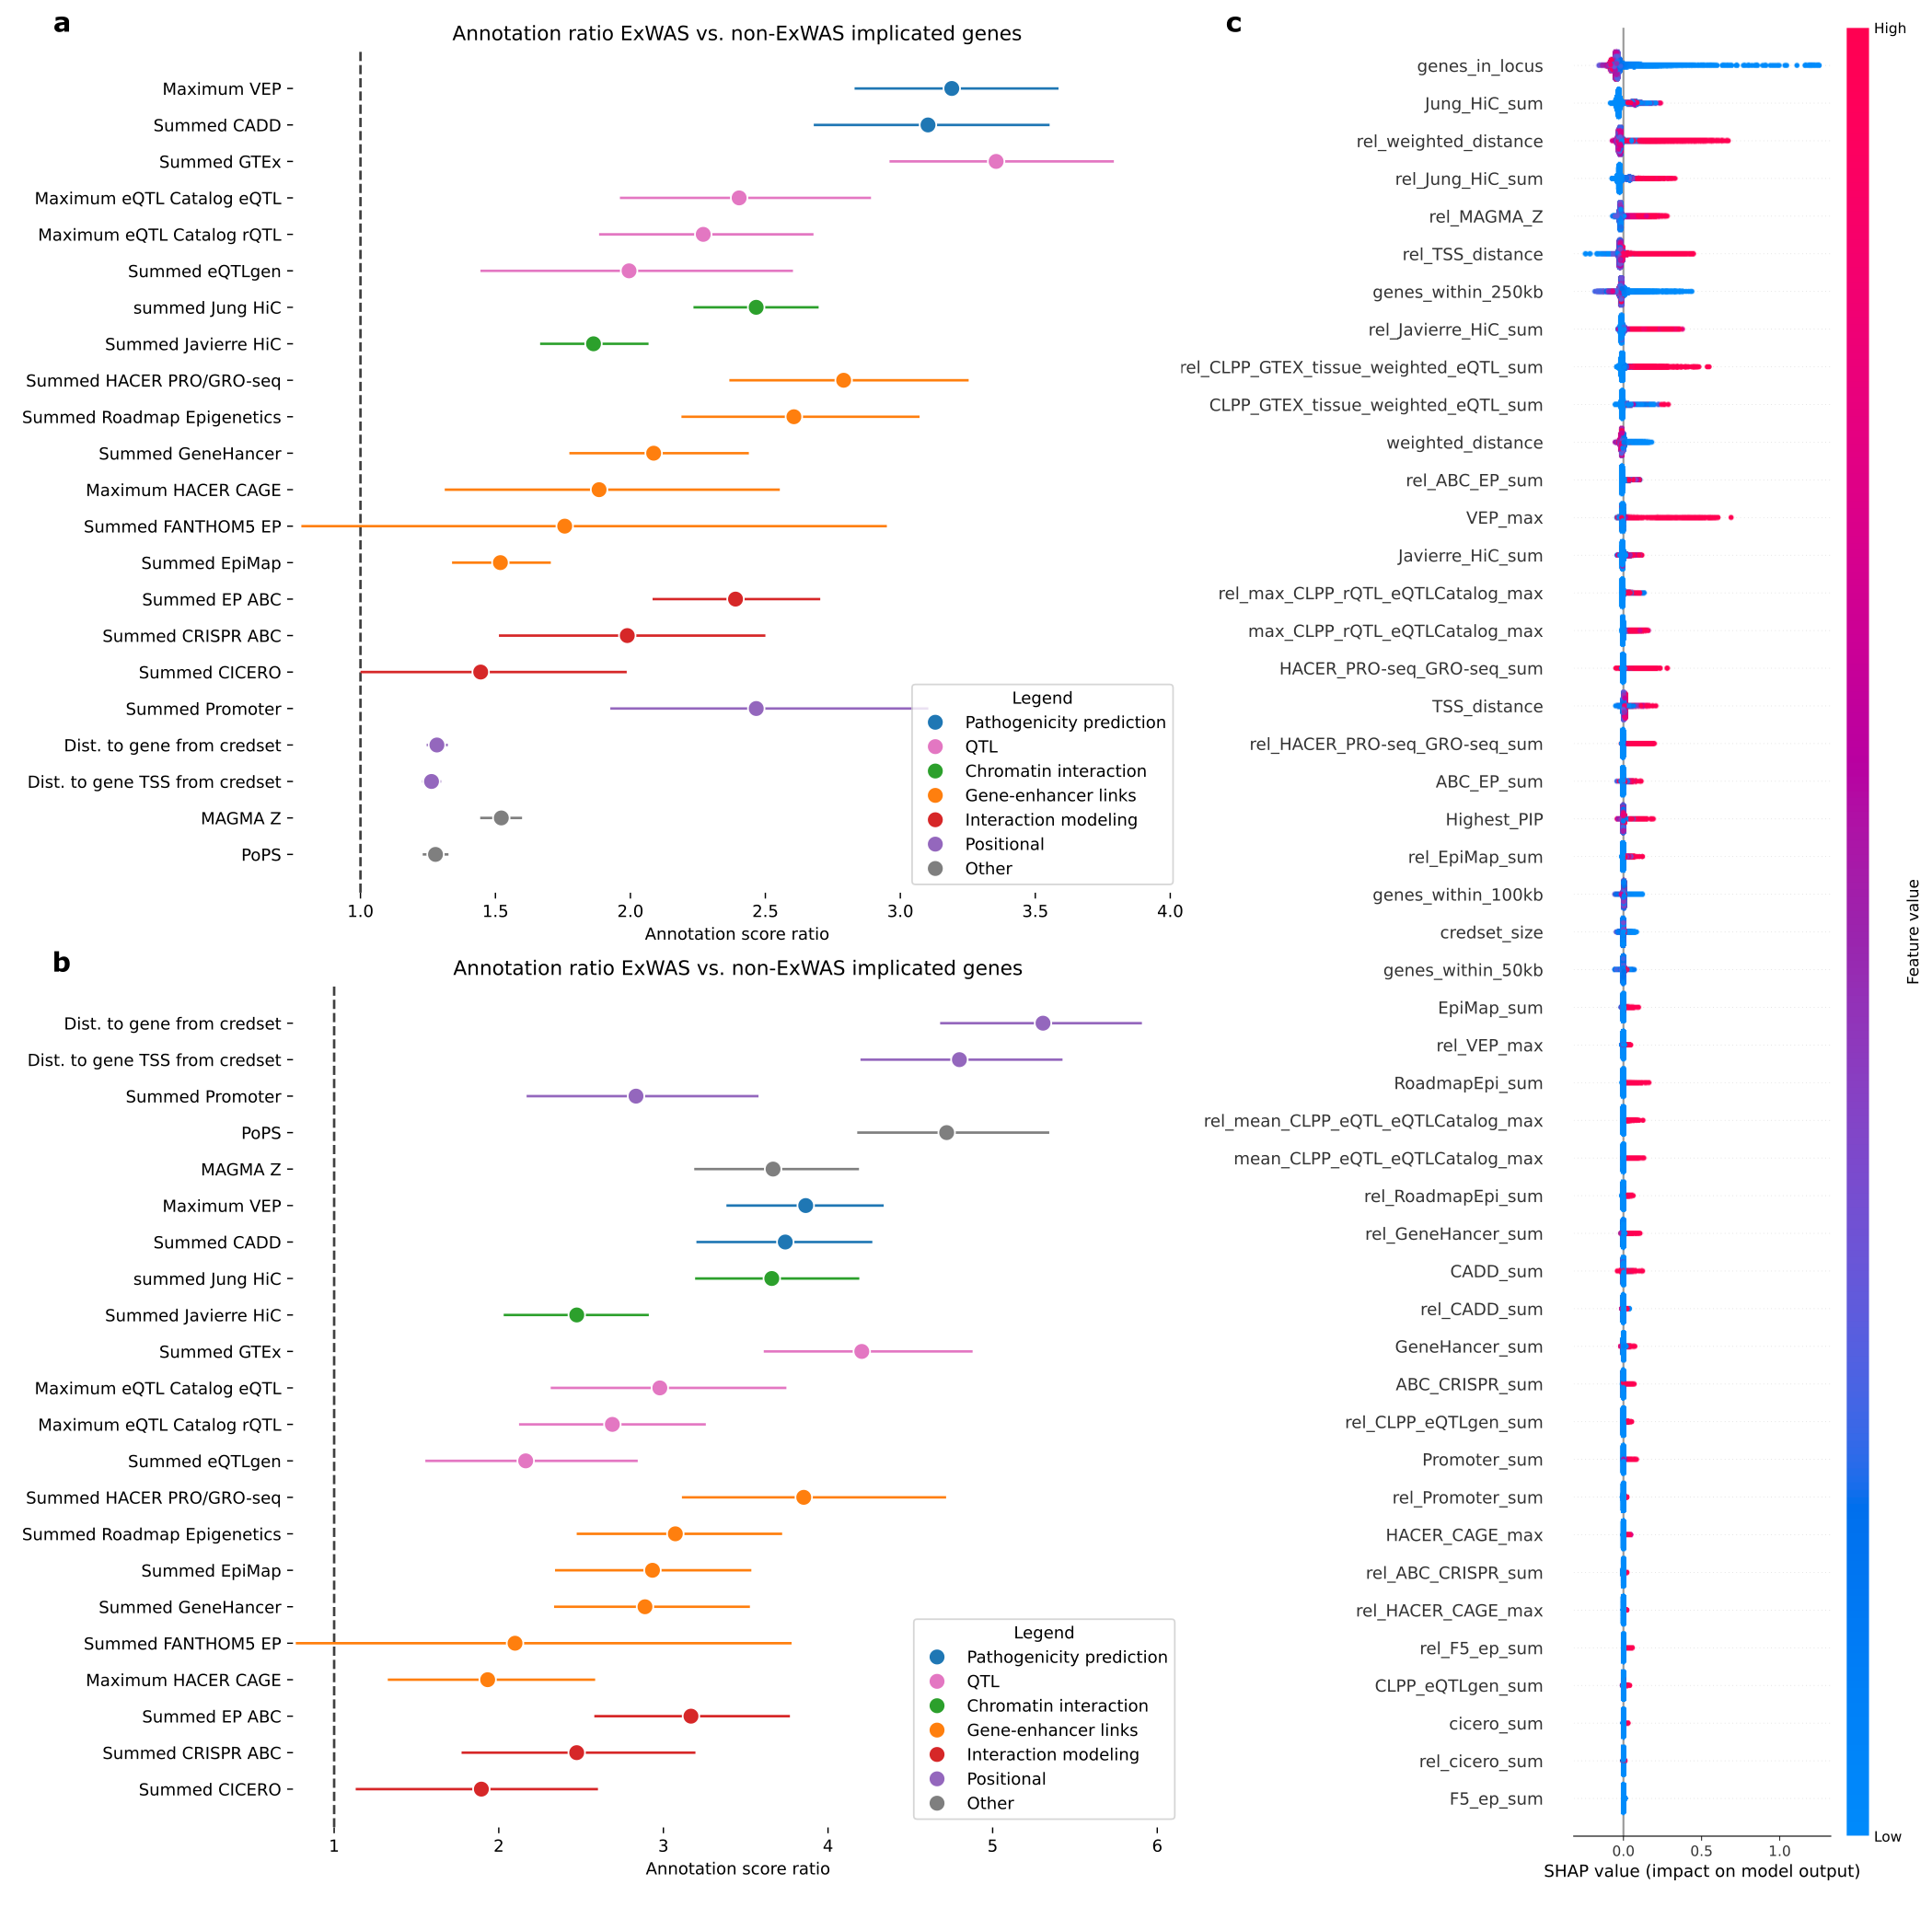 a
Annotation ratio ExWAS vs. non-ExWAS implicated genes
Maximum VEP
Summed CADD
Summed GTEx
Maximum eQTL Catalog eQTL
Maximum eQTL Catalog rQTL
Summed eQTLgen
summed Jung HiC
Summed Javierre HiC
Summed HACER PRO/GRO-seq
Summed Roadmap Epigenetics
Summed GeneHancer
Maximum HACER CAGE
Summed FANTHOM5 EP
Summed EpiMap
Summed EP ABC
Summed CRISPR ABC
Summed CICERO
Summed Promoter
Dist. to gene from credset
Dist. to gene TSS from credset
MAGMA Z
PoPS
Legend
Pathogenicity prediction
QTL
Chromatin interaction
Gene-enhancer links
Interaction modeling
Positional
Other
1.0 1.5 2.0 2.5 3.0 3.5 4.0
Annotation score ratio
b
Annotation ratio ExWAS vs. non-ExWAS implicated genes
Dist. to gene from credset
Dist. to gene TSS from credset
Summed Promoter
PoPS
MAGMA Z
Maximum VEP
Summed CADD
summed Jung HiC
Summed Javierre HiC
Summed GTEx
Maximum eQTL Catalog eQTL
Maximum eQTL Catalog rQTL
Summed eQTLgen
Summed HACER PRO/GRO-seq
Summed Roadmap Epigenetics
Summed EpiMap
Summed GeneHancer
Summed FANTHOM5 EP
Maximum HACER CAGE
Summed EP ABC
Summed CRISPR ABC
Summed CICERO
Legend
Pathogenicity prediction
QTL
Chromatin interaction
Gene-enhancer links
Interaction modeling
Positional
Other
1 2 3 4 5 6
Annotation score ratio
c
genes_in_locus
Jung_HiC_sum
rel_weighted_distance
rel_Jung_HiC_sum
rel_MAGMA_Z
rel_TSS_distance
genes_within_250kb
rel_Javierre_HiC_sum
rel_CLPP_GTEX_tissue_weighted_eQTL_sum
CLPP_GTEX_tissue_weighted_eQTL_sum
weighted_distance
rel_ABC_EP_sum
VEP_max
Javierre_HiC_sum
rel_max_CLPP_rQTL_eQTLCatalog_max
max_CLPP_rQTL_eQTLCatalog_max
HACER_PRO-seq_GRO-seq_sum
TSS_distance
rel_HACER_PRO-seq_GRO-seq_sum
ABC_EP_sum
Highest_PIP
rel_EpiMap_sum
genes_within_100kb
credset_size
genes_within_50kb
EpiMap_sum
rel_VEP_max
RoadmapEpi_sum
rel_mean_CLPP_eQTL_eQTLCatalog_max
mean_CLPP_eQTL_eQTLCatalog_max
rel_RoadmapEpi_sum
rel_GeneHancer_sum
CADD_sum
rel_CADD_sum
GeneHancer_sum
ABC_CRISPR_sum
rel_CLPP_eQTLgen_sum
Promoter_sum
rel_Promoter_sum
HACER_CAGE_max
rel_ABC_CRISPR_sum
rel_HACER_CAGE_max
rel_F5_ep_sum
CLPP_eQTLgen_sum
cicero_sum
rel_cicero_sum
F5_ep_sum
0.0 0.5 1.0
SHAP value (impact on model output)
High
Feature value
Low